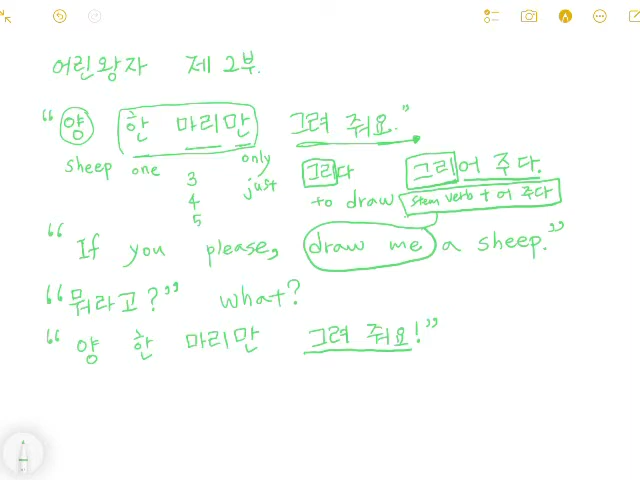 어린왕자 제 2부.
“양 한 마리만 그려 줘요.”
sheep one only
3 just
4
5
그리다 그리어 주다.
to draw stem verb + 어 주다
“If you please, draw me a sheep.”
“뭐라고?” what?
“양 한 마리만 그려 줘요!”